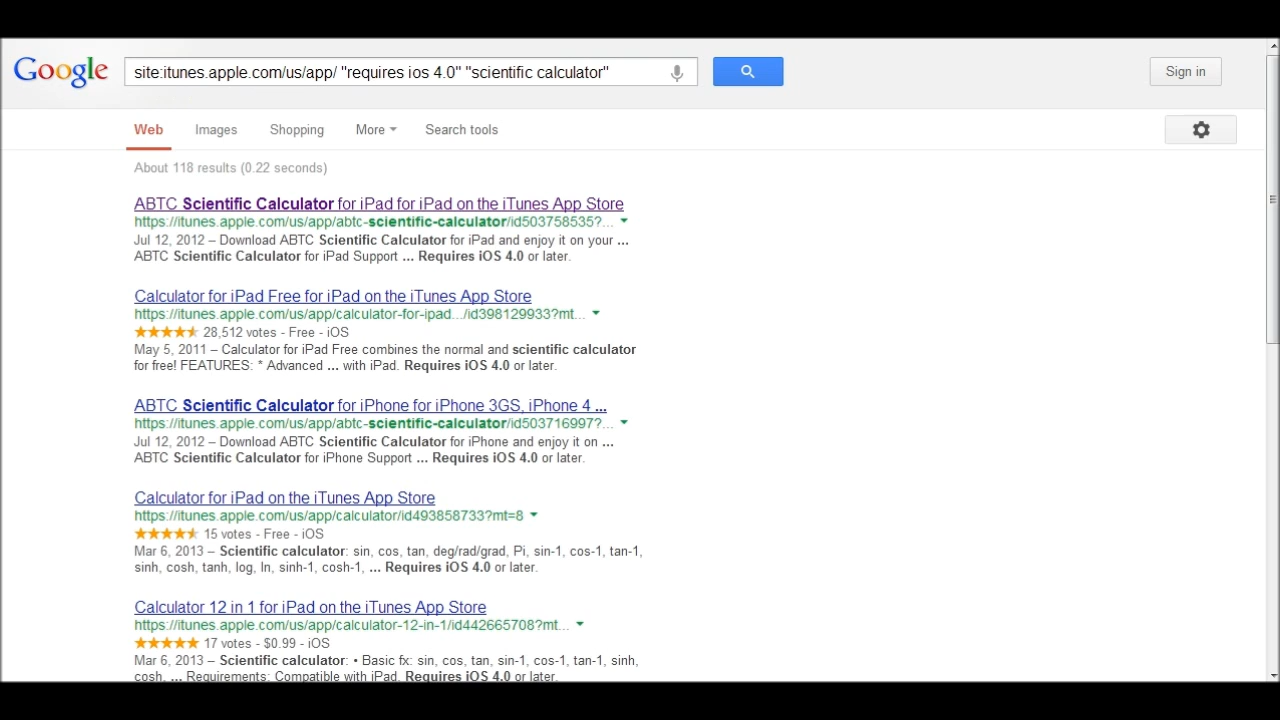 Google
site:itunes.apple.com/us/app/ "requires ios 4.0" "scientific calculator"
Sign in
Web Images Shopping More Search tools
About 118 results (0.22 seconds)
ABTC Scientific Calculator for iPad for iPad on the iTunes App Store
https://itunes.apple.com/us/app/abtc-scientific-calculator/id503758535?...
Jul 12, 2012 – Download ABTC Scientific Calculator for iPad and enjoy it on your ...
ABTC Scientific Calculator for iPad Support ... Requires iOS 4.0 or later.
Calculator for iPad Free for iPad on the iTunes App Store
https://itunes.apple.com/us/app/calculator-for-ipad.../id398129933?mt...
28,512 votes - Free - iOS
May 5, 2011 – Calculator for iPad Free combines the normal and scientific calculator
for free! FEATURES: * Advanced ... with iPad. Requires iOS 4.0 or later.
ABTC Scientific Calculator for iPhone for iPhone 3GS, iPhone 4 ...
https://itunes.apple.com/us/app/abtc-scientific-calculator/id503716997?...
Jul 12, 2012 – Download ABTC Scientific Calculator for iPhone and enjoy it on ...
ABTC Scientific Calculator for iPhone Support ... Requires iOS 4.0 or later.
Calculator for iPad on the iTunes App Store
https://itunes.apple.com/us/app/calculator/id493858733?mt=8
15 votes - Free - iOS
Mar 6, 2013 – Scientific calculator: sin, cos, tan, deg/rad/grad, Pi, sin-1, cos-1, tan-1,
sinh, cosh, tanh, log, ln, sinh-1, cosh-1, ... Requires iOS 4.0 or later.
Calculator 12 in 1 for iPad on the iTunes App Store
https://itunes.apple.com/us/app/calculator-12-in-1/id442665708?mt...
17 votes - $0.99 - iOS
Mar 6, 2013 – Scientific calculator: • Basic fx: sin, cos, tan, sin-1, cos-1, tan-1, sinh,
cosh, ... Requirements: Compatible with iPad. Requires iOS 4.0 or later.